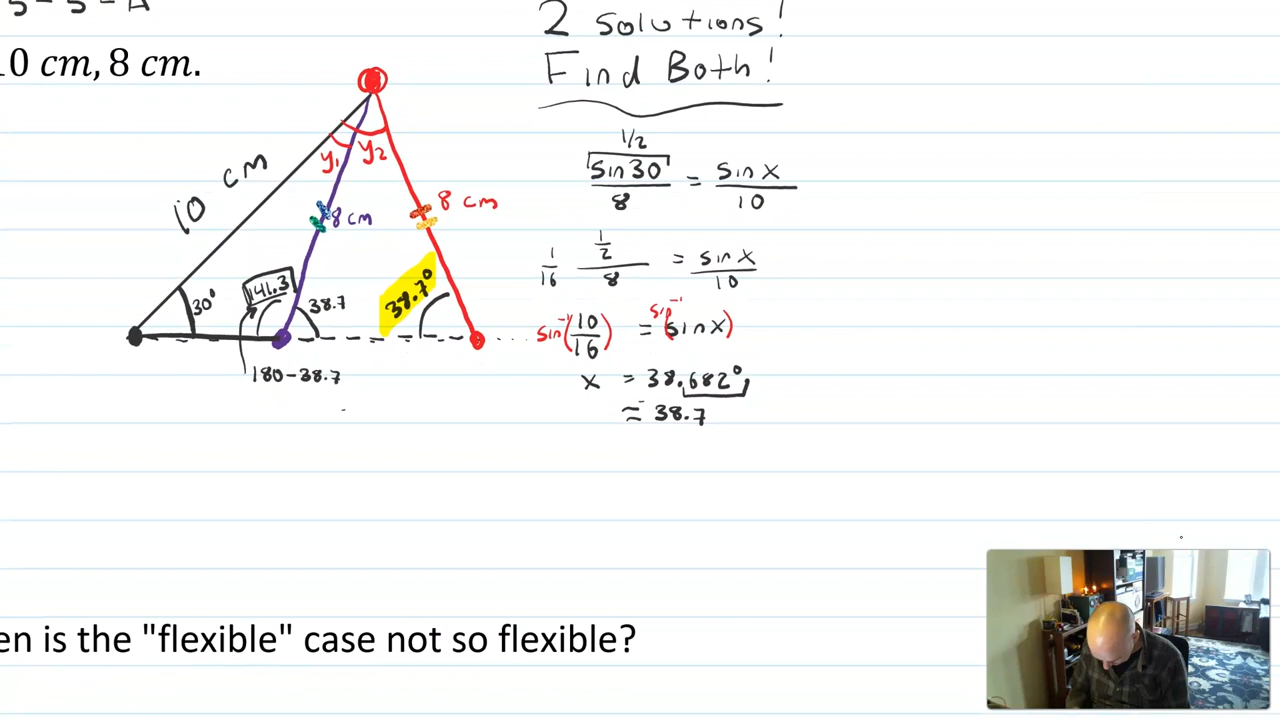 5 - 5 - A
10 cm, 8 cm.
2 Solutions!
Find Both!
10 cm
y₁ y₂
8 cm
8 cm
30°
141.3
38.7
38.7°
180-38.7
1/2
sin30/8 = sin x/10
1/16 (1/2)/8 = sin x/10
sin⁻¹(10/16) = sin⁻¹(sin x)
x = 38.682°
≈ 38.7
en is the "flexible" case not so flexible?